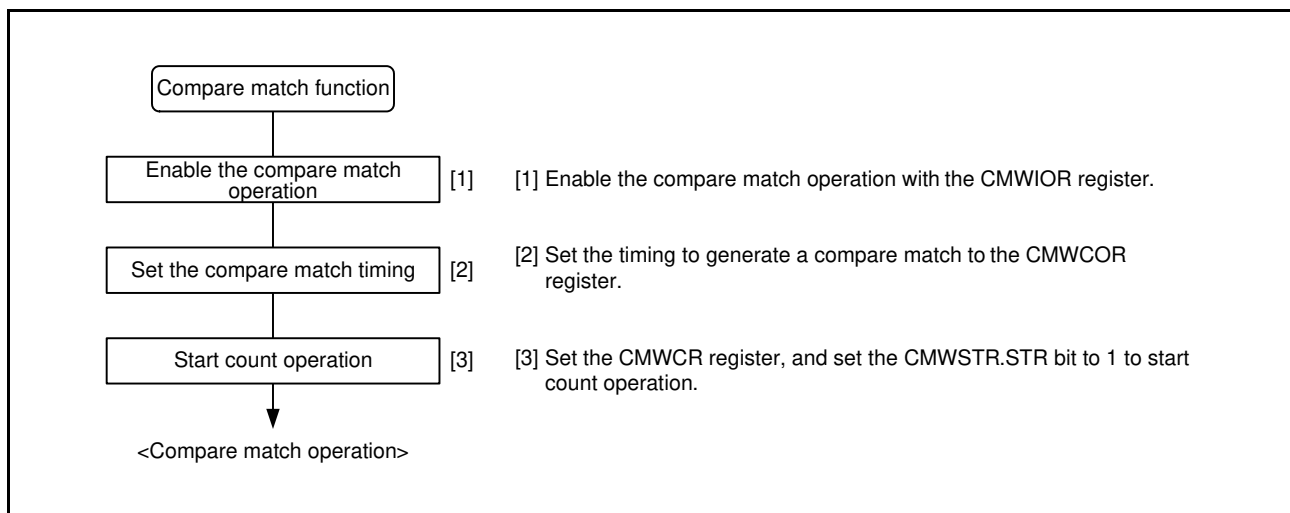 Compare match function
Enable the compare match
operation
[1]
[1] Enable the compare match operation with the CMWIOR register.
Set the compare match timing
[2]
[2] Set the timing to generate a compare match to the CMWCOR
register.
Start count operation
[3]
[3] Set the CMWCR register, and set the CMWSTR.STR bit to 1 to start
count operation.
<Compare match operation>